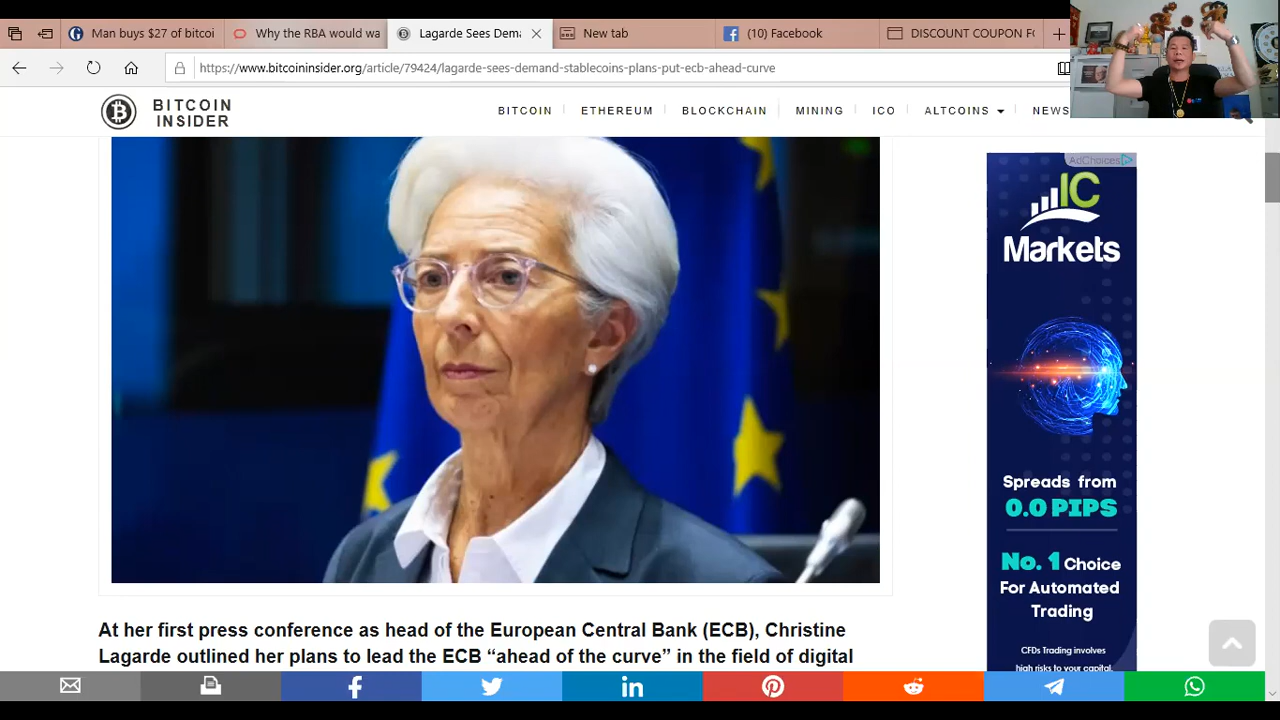 Man buys $27 of bitcoi
Why the RBA would wa
Lagarde Sees Dema
New tab
(10) Facebook
DISCOUNT COUPON FO
https://www.bitcoininsider.org/article/79424/lagarde-sees-demand-stablecoins-plans-put-ecb-ahead-curve
BITCOIN
INSIDER
BITCOIN
ETHEREUM
BLOCKCHAIN
MINING
ICO
ALTCOINS
NEWS
AdChoices
IC
Markets
Spreads from
0.0 PIPS
No. 1 Choice
For Automated
Trading
CFDs Trading involves
high risks to your capital.
At her first press conference as head of the European Central Bank (ECB), Christine
Lagarde outlined her plans to lead the ECB “ahead of the curve” in the field of digital